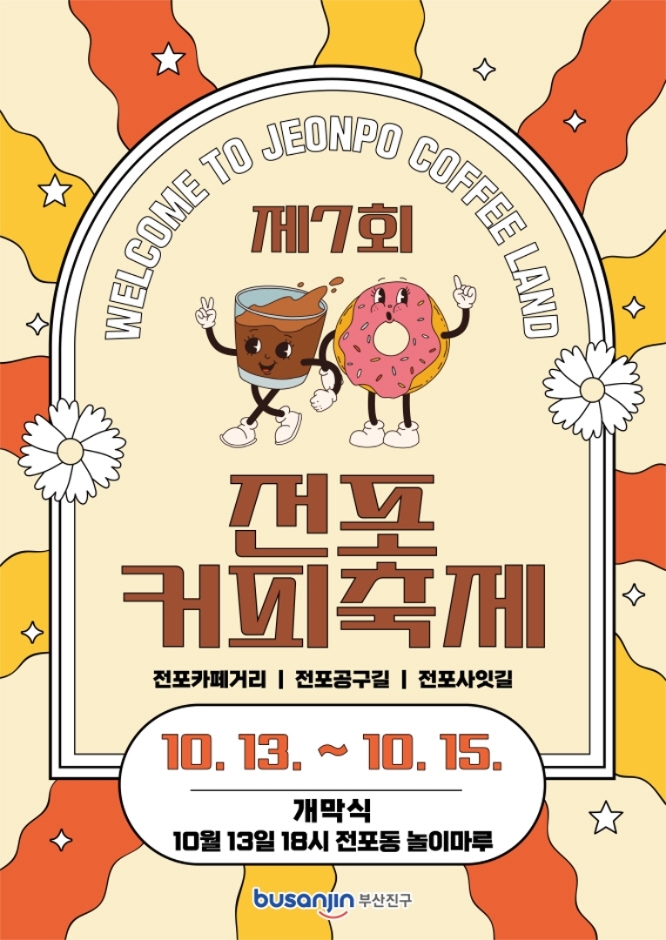 WELCOME TO JEONPO COFFEE LAND
제7회
전포
커피축제
전포카페거리 | 전포공구길 | 전포사잇길
10. 13. ~ 10. 15.
개막식
10월 13일 18시 전포동 놀이마루
busanjin 부산진구